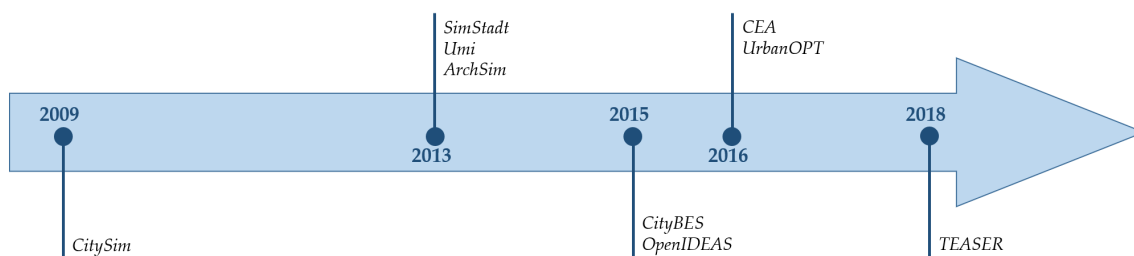 SimStadt
Umi
ArchSim
CEA
UrbanOPT
2009
2015
2018
2013
2016
CityBES
OpenIDEAS
CitySim
TEASER